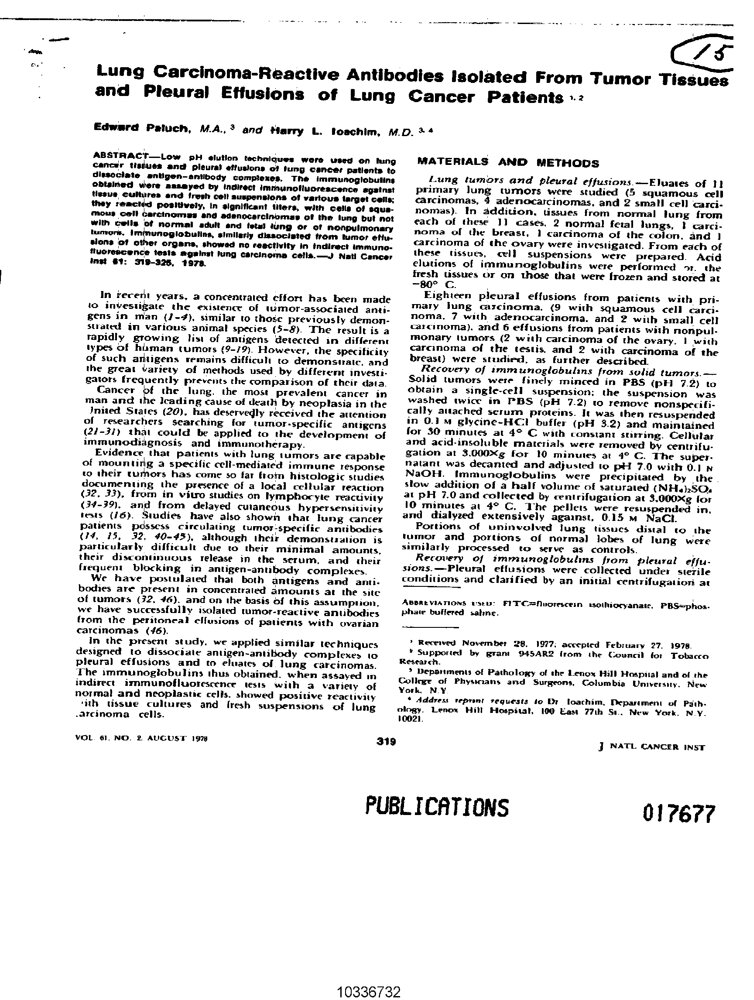 15
Lung Carcinoma-Reactive Antibodies Isolated From Tumor Tissues
and Pleural Effusions of Lung Cancer Patients 1, 2
Edward Paluch, M.A., 3 and Harry L. Ioachim, M.D. 3, 4
ABSTRACT—Low pH elution techniques were used on lung
cancer tissues and pleural effusions of lung cancer patients to
dissociate antigen-antibody complexes. The immunoglobulins
obtained were assayed by indirect immunofluorescence against
tissue cultures and fresh cell suspensions of various target cells;
they reacted positively, in significant titers, with cells of squa-
mous cell carcinomas and adenocarcinomas of the lung but not
with cells of normal adult and fetal lung or of nonpulmonary
tumors. Immunoglobulins, similarly dissociated from tumor effu-
sions of other organs, showed no reactivity in indirect immuno-
fluorescence tests against lung carcinoma cells.—J Natl Cancer
Inst 61: 319-325, 1978.
In recent years, a concentrated effort has been made
to investigate the existence of tumor-associated anti-
gens in man (1-4), similar to those previously demon-
strated in various animal species (5-8). The result is a
rapidly growing list of antigens detected in different
types of human tumors (9-19). However, the specificity
of such antigens remains difficult to demonstrate, and
the great variety of methods used by different investi-
gators frequently prevents the comparison of their data.
Cancer of the lung, the most prevalent cancer in
man and the leading cause of death by neoplasia in the
Jnited States (20), has deservedly received the attention
of researchers searching for tumor-specific antigens
(21-31) that could be applied to the development of
immunodiagnosis and immunotherapy.
Evidence that patients with lung tumors are capable
of mounting a specific cell-mediated immune response
to their tumors has come so far from histologic studies
documenting the presence of a local cellular reaction
(32, 33), from in vitro studies on lymphocyte reactivity
(34-39), and from delayed cutaneous hypersensitivity
tests (16). Studies have also shown that lung cancer
patients possess circulating tumor-specific antibodies
(14, 15, 32, 40-45), although their demonstration is
particularly difficult due to their minimal amounts,
their discontinuous release in the serum, and their
frequent blocking in antigen-antibody complexes.
We have postulated that both antigens and anti-
bodies are present in concentrated amounts at the site
of tumors (32, 46), and on the basis of this assumption,
we have successfully isolated tumor-reactive antibodies
from the peritoneal effusions of patients with ovarian
carcinomas (46).
In the present study, we applied similar techniques
designed to dissociate antigen-antibody complexes to
pleural effusions and to eluates of lung carcinomas.
The immunoglobulins thus obtained, when assayed in
indirect immunofluorescence tests with a variety of
normal and neoplastic cells, showed positive reactivity
ith tissue cultures and fresh suspensions of lung
.arcinoma cells.
MATERIALS AND METHODS
Lung tumors and pleural effusions.—Eluates of 11
primary lung tumors were studied (5 squamous cell
carcinomas, 4 adenocarcinomas, and 2 small cell carci-
nomas). In addition, tissues from normal lung from
each of these 11 cases, 2 normal fetal lungs, 1 carci-
noma of the breast, 1 carcinoma of the colon, and 1
carcinoma of the ovary were investigated. From each of
these tissues, cell suspensions were prepared. Acid
elutions of immunoglobulins were performed on the
fresh tissues or on those that were frozen and stored at
−80° C.
Eighteen pleural effusions from patients with pri-
mary lung carcinoma, (9 with squamous cell carci-
noma, 7 with adenocarcinoma, and 2 with small cell
carcinoma), and 6 effusions from patients with nonpul-
monary tumors (2 with carcinoma of the ovary, 1 with
carcinoma of the testis, and 2 with carcinoma of the
breast) were studied, as further described.
Recovery of immunoglobulins from solid tumors.—
Solid tumors were finely minced in PBS (pH 7.2) to
obtain a single-cell suspension; the suspension was
washed twice in PBS (pH 7.2) to remove nonspecifi-
cally attached serum proteins. It was then resuspended
in 0.1 M glycine-HCl buffer (pH 3.2) and maintained
for 30 minutes at 4° C with constant stirring. Cellular
and acid-insoluble materials were removed by centrifu-
gation at 3,000×g for 10 minutes at 4° C. The super-
natant was decanted and adjusted to pH 7.0 with 0.1 N
NaOH. Immunoglobulins were precipitated by the
slow addition of a half volume of saturated (NH4)2SO4
at pH 7.0 and collected by centrifugation at 3,000×g for
10 minutes at 4° C. The pellets were resuspended in,
and dialyzed extensively against, 0.15 M NaCl.
Portions of uninvolved lung tissues distal to the
tumor and portions of normal lobes of lung were
similarly processed to serve as controls.
Recovery of immunoglobulins from pleural effu-
sions.—Pleural effusions were collected under sterile
conditions and clarified by an initial centrifugation at
ABBREVIATIONS USED: FITC=fluorescein isothiocyanate, PBS=phos-
phate buffered saline.
1 Received November 28, 1977; accepted February 27, 1978.
2 Supported by grant 945AR2 from the Council for Tobacco
Research.
3 Departments of Pathology of the Lenox Hill Hospital and of the
College of Physicians and Surgeons, Columbia University, New
York, N.Y.
4 Address reprint requests to Dr Ioachim, Department of Path-
ology, Lenox Hill Hospital, 100 East 77th St., New York, N.Y.
10021.
VOL. 61, NO. 2, AUGUST 1978
319
J NATL CANCER INST
PUBLICATIONS
017677
10336732